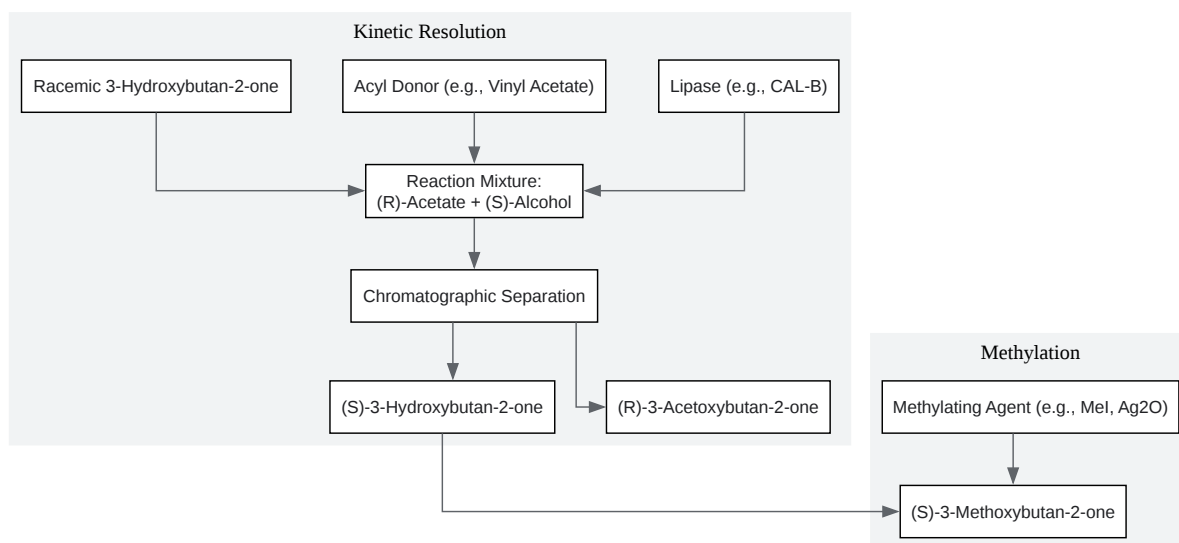 Kinetic Resolution
Racemic 3-Hydroxybutan-2-one
Acyl Donor (e.g., Vinyl Acetate)
Lipase (e.g., CAL-B)
Reaction Mixture:
(R)-Acetate + (S)-Alcohol
Chromatographic Separation
(S)-3-Hydroxybutan-2-one
(R)-3-Acetoxybutan-2-one
Methylation
Methylating Agent (e.g., MeI, Ag2O)
(S)-3-Methoxybutan-2-one